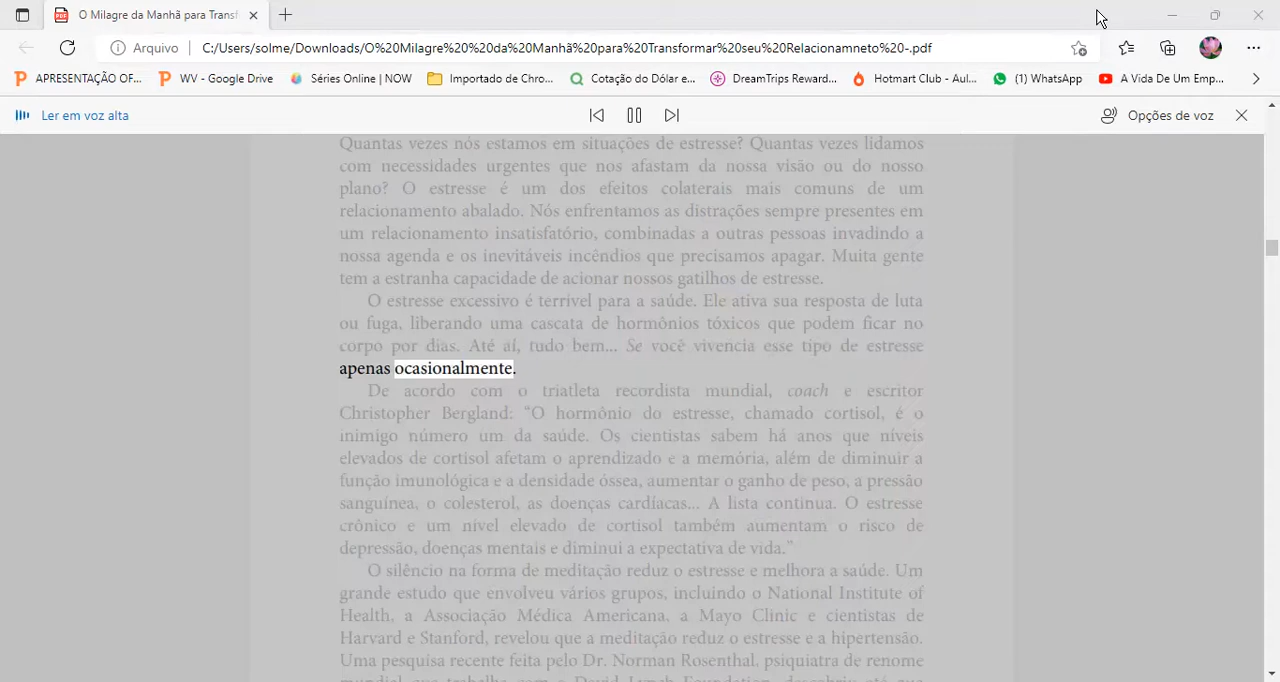 O Milagre da Manhã para Transf
Arquivo
C:/Users/solme/Downloads/O%20Milagre%20%20da%20Manhã%20para%20Transformar%20seu%20Relacionamneto%20-.pdf
APRESENTAÇÃO OF...
WV - Google Drive
Séries Online | NOW
Importado de Chro...
Cotação do Dólar e...
DreamTrips Reward...
Hotmart Club - Aul...
(1) WhatsApp
A Vida De Um Emp...
Ler em voz alta
Opções de voz
Quantas vezes nós estamos em situações de estresse? Quantas vezes lidamos
com necessidades urgentes que nos afastam da nossa visão ou do nosso
plano? O estresse é um dos efeitos colaterais mais comuns de um
relacionamento abalado. Nós enfrentamos as distrações sempre presentes em
um relacionamento insatisfatório, combinadas a outras pessoas invadindo a
nossa agenda e os inevitáveis incêndios que precisamos apagar. Muita gente
tem a estranha capacidade de acionar nossos gatilhos de estresse.
O estresse excessivo é terrível para a saúde. Ele ativa sua resposta de luta
ou fuga, liberando uma cascata de hormônios tóxicos que podem ficar no
corpo por dias. Até aí, tudo bem... Se você vivencia esse tipo de estresse
apenas ocasionalmente.
De acordo com o triatleta recordista mundial, coach e escritor
Christopher Bergland: “O hormônio do estresse, chamado cortisol, é o
inimigo número um da saúde. Os cientistas sabem há anos que níveis
elevados de cortisol afetam o aprendizado e a memória, além de diminuir a
função imunológica e a densidade óssea, aumentar o ganho de peso, a pressão
sanguínea, o colesterol, as doenças cardíacas... A lista continua. O estresse
crônico e um nível elevado de cortisol também aumentam o risco de
depressão, doenças mentais e diminui a expectativa de vida.”
O silêncio na forma de meditação reduz o estresse e melhora a saúde. Um
grande estudo que envolveu vários grupos, incluindo o National Institute of
Health, a Associação Médica Americana, a Mayo Clinic e cientistas de
Harvard e Stanford, revelou que a meditação reduz o estresse e a hipertensão.
Uma pesquisa recente feita pelo Dr. Norman Rosenthal, psiquiatra de renome